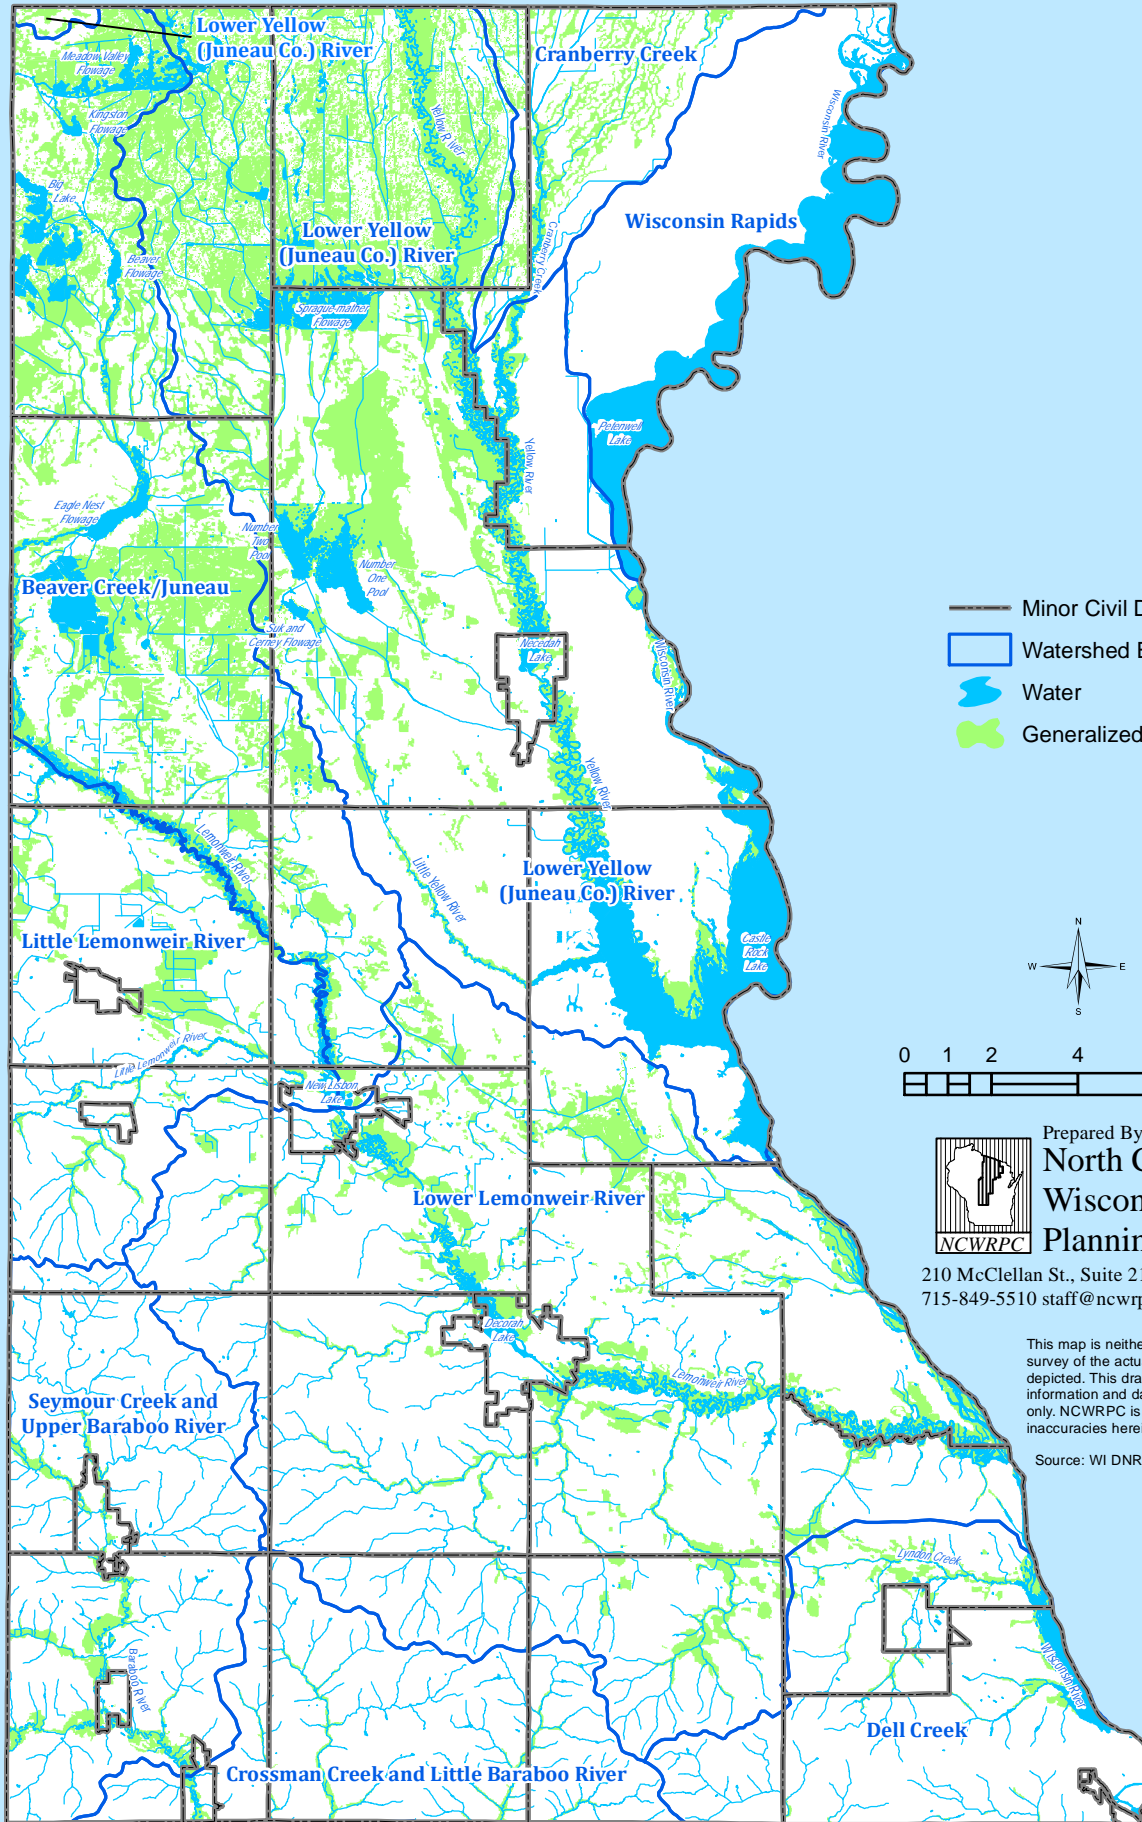 Lower Yellow
(Juneau Co.) River
Cranberry Creek
Meadow Valley
Flowage
Kingston
Flowage
Yellow River
Wisconsin River
Big
Lake
Wisconsin Rapids
Lower Yellow
(Juneau Co.) River
Cranberry Creek
Beaver
Flowage
Sprague-mather
Flowage
Petenwell
Lake
Yellow River
Eagle Nest
Flowage
Number
Two
Pool
Number
One
Pool
Beaver Creek/Juneau
Suk and
Cerney Flowage
Necedah
Lake
Wisconsin River
Minor Civil D
Watershed B
Water
Generalized
Yellow River
Lemonweir River
Little Yellow River
Lower Yellow
(Juneau Co.) River
Little Lemonweir River
Castle
Rock
Lake
N
W
E
S
Little Lemonweir River
0 1 2 4
New Lisbon
Lake
Lower Lemonweir River
Prepared By
North C
Wiscon
Plannin
NCWRPC
210 McClellan St., Suite 21
715-849-5510 staff@ncwrp
Decorah
Lake
Lemonweir River
This map is neithe
survey of the actu
depicted. This dra
information and da
only. NCWRPC is
inaccuracies here
Source: WI DNR
Seymour Creek and
Upper Baraboo River
Lyndon Creek
Baraboo River
Wisconsin River
Dell Creek
Crossman Creek and Little Baraboo River